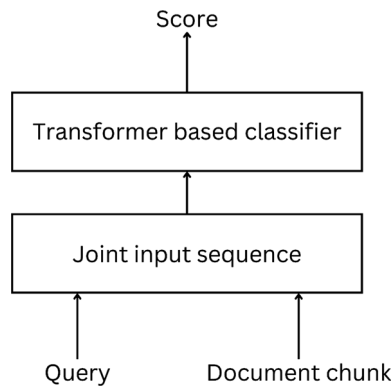 Score
Transformer based classifier
Joint input sequence
Query
Document chunk